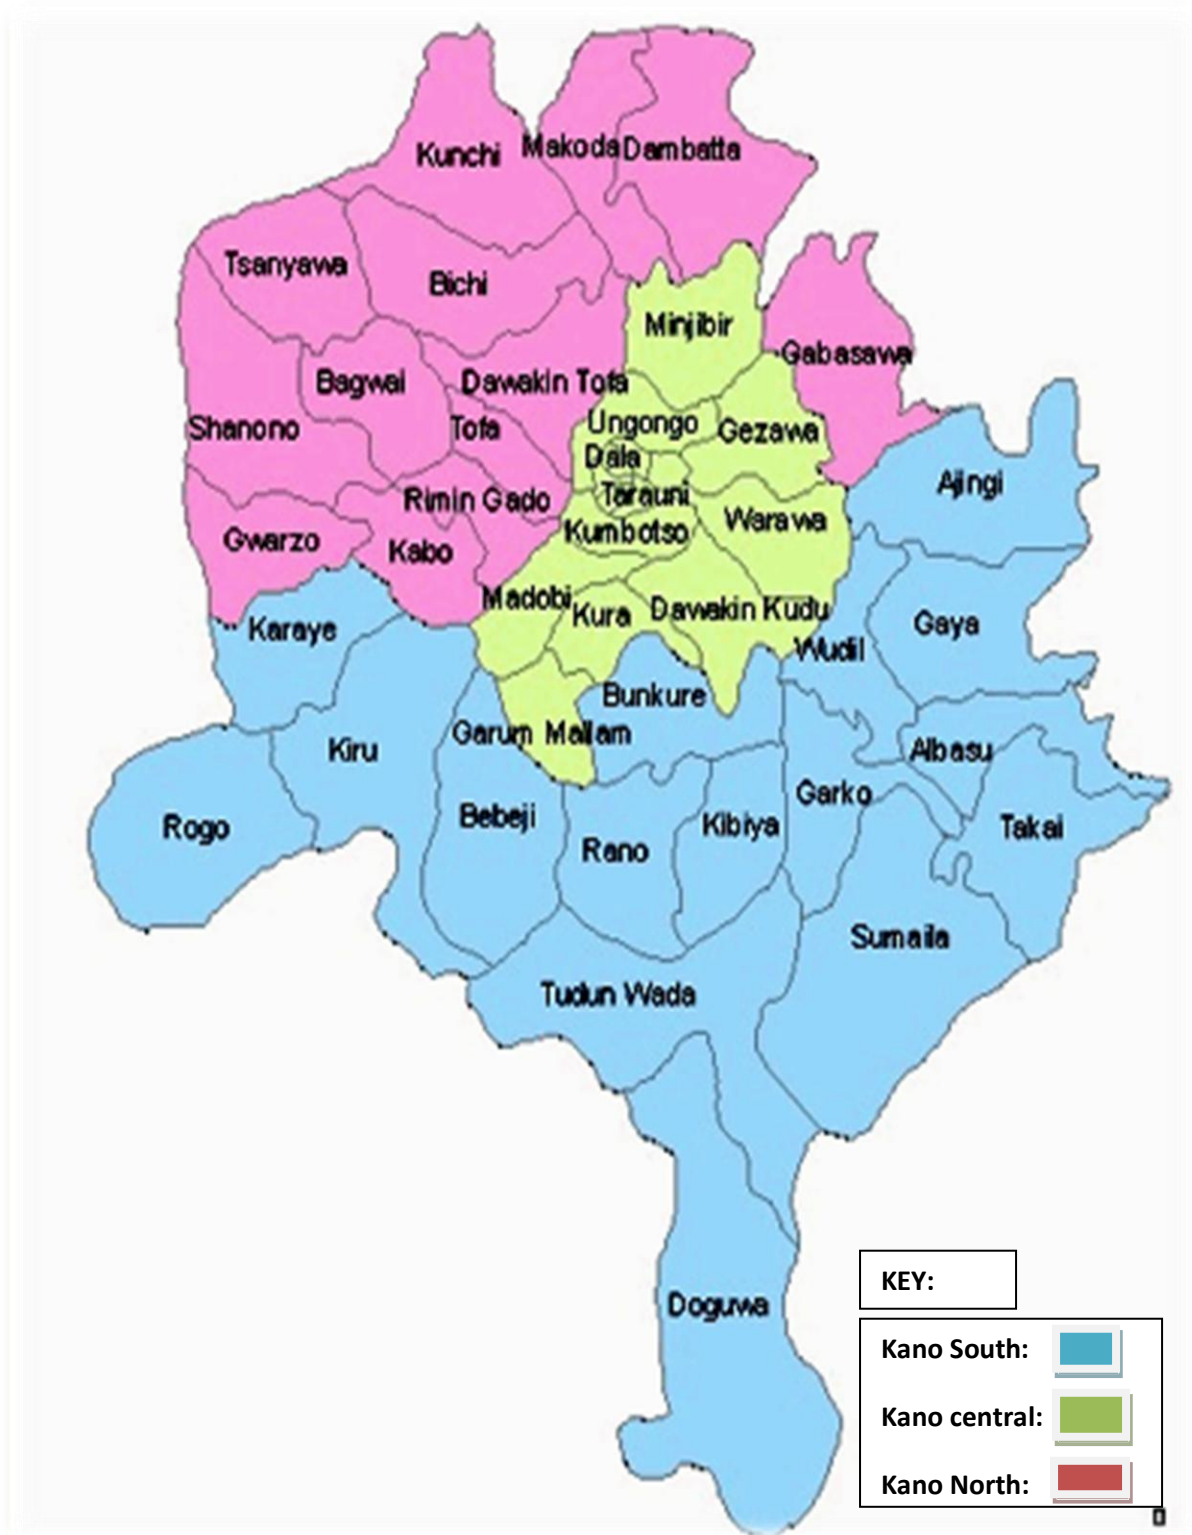 Kunchi
Makoda
Dambatta
Tsanyawa
Bichi
Minjibir
Gabasawa
Bagwai
Dawakin Tofa
Shanono
Tofa
Ungongo
Gezawa
Dala
Ajingi
Rimin Gado
Tarauni
Warawa
Gwarzo
Kabo
Kumbotso
Madobi
Kura
Dawakin Kudu
Karaye
Wudil
Gaya
Bunkure
Garum Mallam
Kiru
Albasu
Garko
Rogo
Bebeji
Rano
Kibiya
Takai
Sumaila
Tudun Wada
Doguwa
KEY:
Kano South:
Kano central:
Kano North: